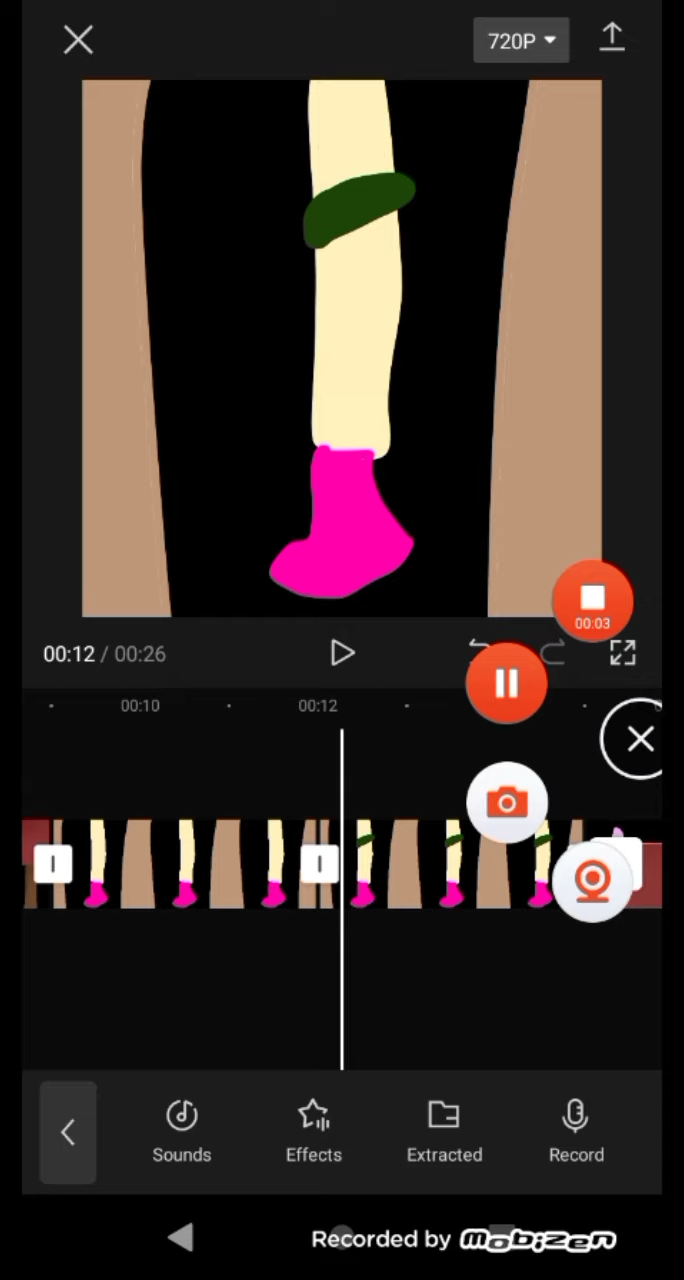 720P
00:03
00:12 / 00:26
00:10
00:12
Sounds
Effects
Extracted
Record
Recorded by mobizen